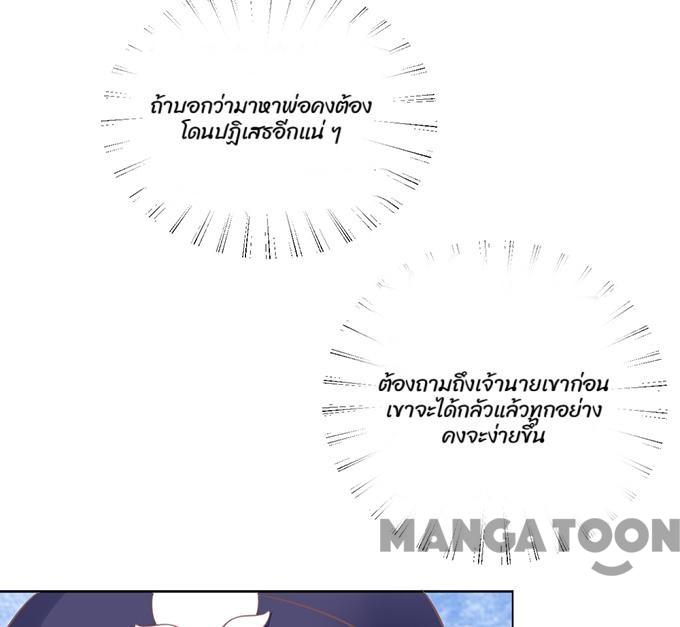 ถ้าบอกว่ามาหาพ่อคงต้อง
โดนปฏิเสธอีกแน่ ๆ
ต้องถามถึงเจ้านายเขาก่อน
เขาจะได้กลัวแล้วทุกอย่าง
คงจะง่ายขึ้น
MANGATOON